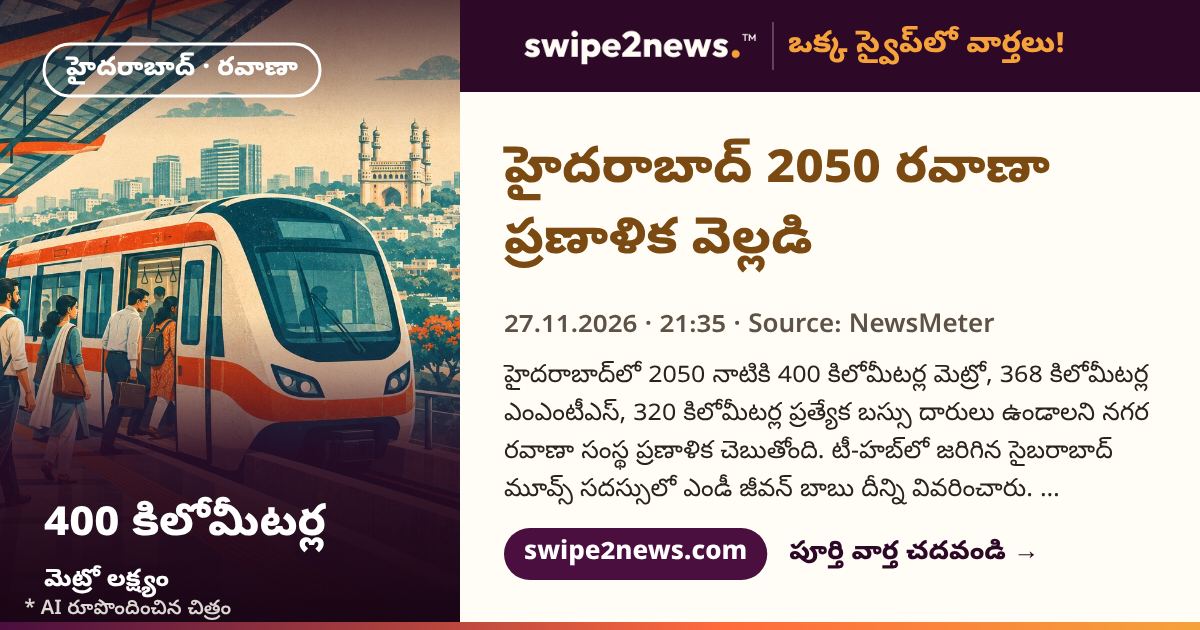 హైదరాబాద్ · రవాణా
400 కిలోమీటర్ల
మెట్రో లక్ష్యం
* AI రూపొందించిన చిత్రం
swipe2news.™ ఒక్క స్వైప్‌లో వార్తలు!
హైదరాబాద్ 2050 రవాణా
ప్రణాళిక వెల్లడి
27.11.2026 · 21:35 · Source: NewsMeter
హైదరాబాద్‌లో 2050 నాటికి 400 కిలోమీటర్ల మెట్రో, 368 కిలోమీటర్ల
ఎంఎంటీఎస్, 320 కిలోమీటర్ల ప్రత్యేక బస్సు దారులు ఉండాలని నగర
రవాణా సంస్థ ప్రణాళిక చెబుతోంది. టీ-హబ్‌లో జరిగిన సైబరాబాద్
మూవ్స్ సదస్సులో ఎండీ జీవన్ బాబు దీన్ని వివరించారు. ...
swipe2news.com పూర్తి వార్త చదవండి →